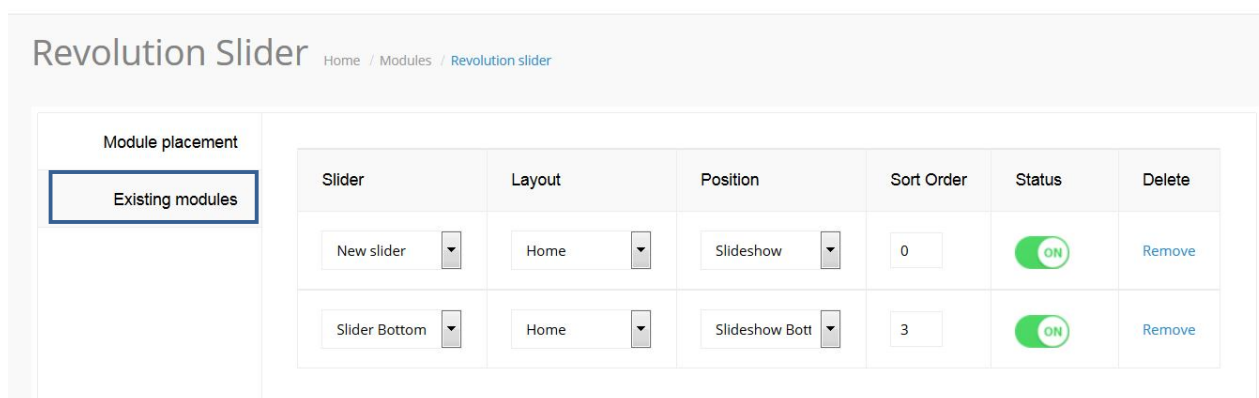 Revolution Slider Home / Modules / Revolution slider
Module placement
Existing modules
Slider Layout Position Sort Order Status Delete
New slider Home Slideshow 0 ON Remove
Slider Bottom Home Slideshow Bott 3 ON Remove